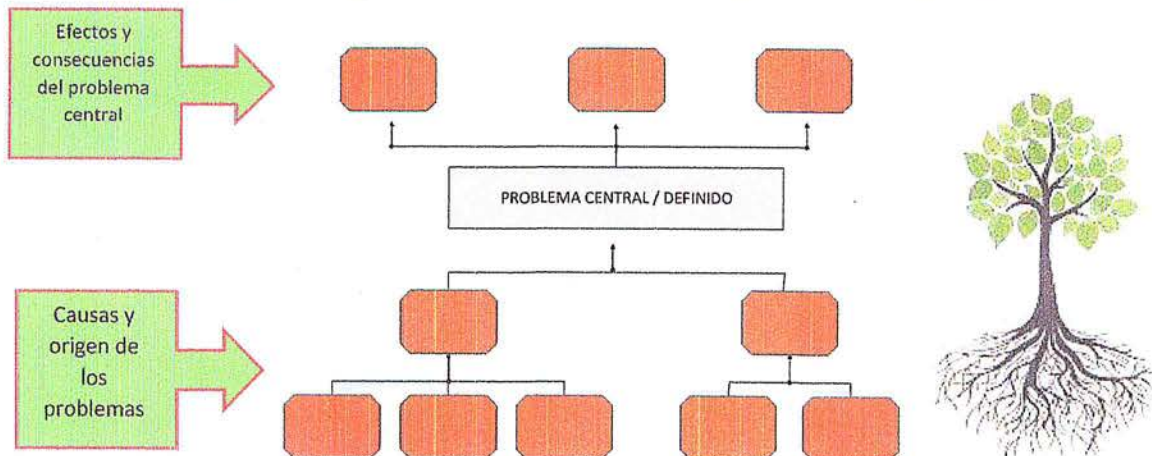 Efectos y
consecuencias
del problema
central
PROBLEMA CENTRAL / DEFINIDO
Causas y
origen de
los
problemas